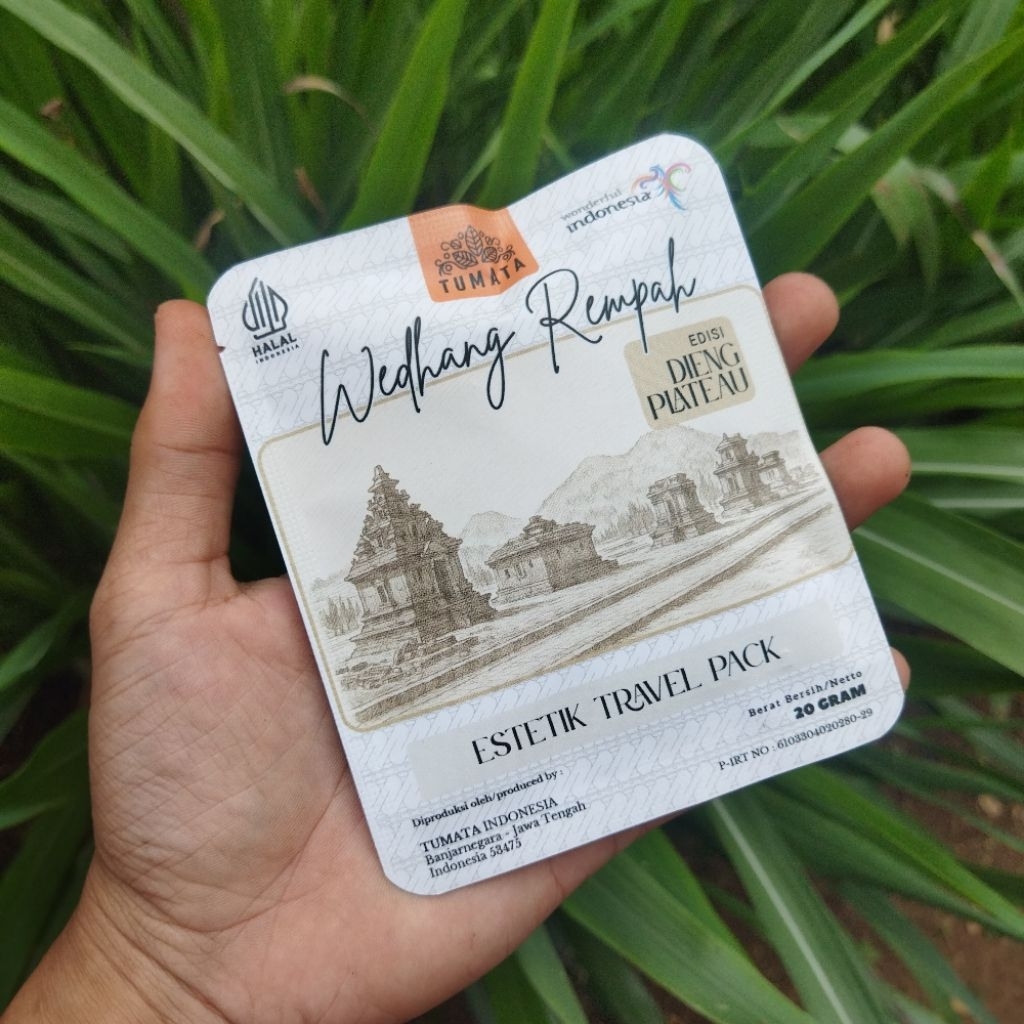 wonderful
indonesia
TUMATA
HALAL
INDONESIA
Wedhang Rempah
EDISI
DIENG
PLATEAU
ESTETIK TRAVEL PACK
Berat Bersih/Netto
20 GRAM
P-IRT NO : 6103304020280-29
Diproduksi oleh/produced by :
TUMATA INDONESIA
Banjarnegara - Jawa Tengah
Indonesia 53475